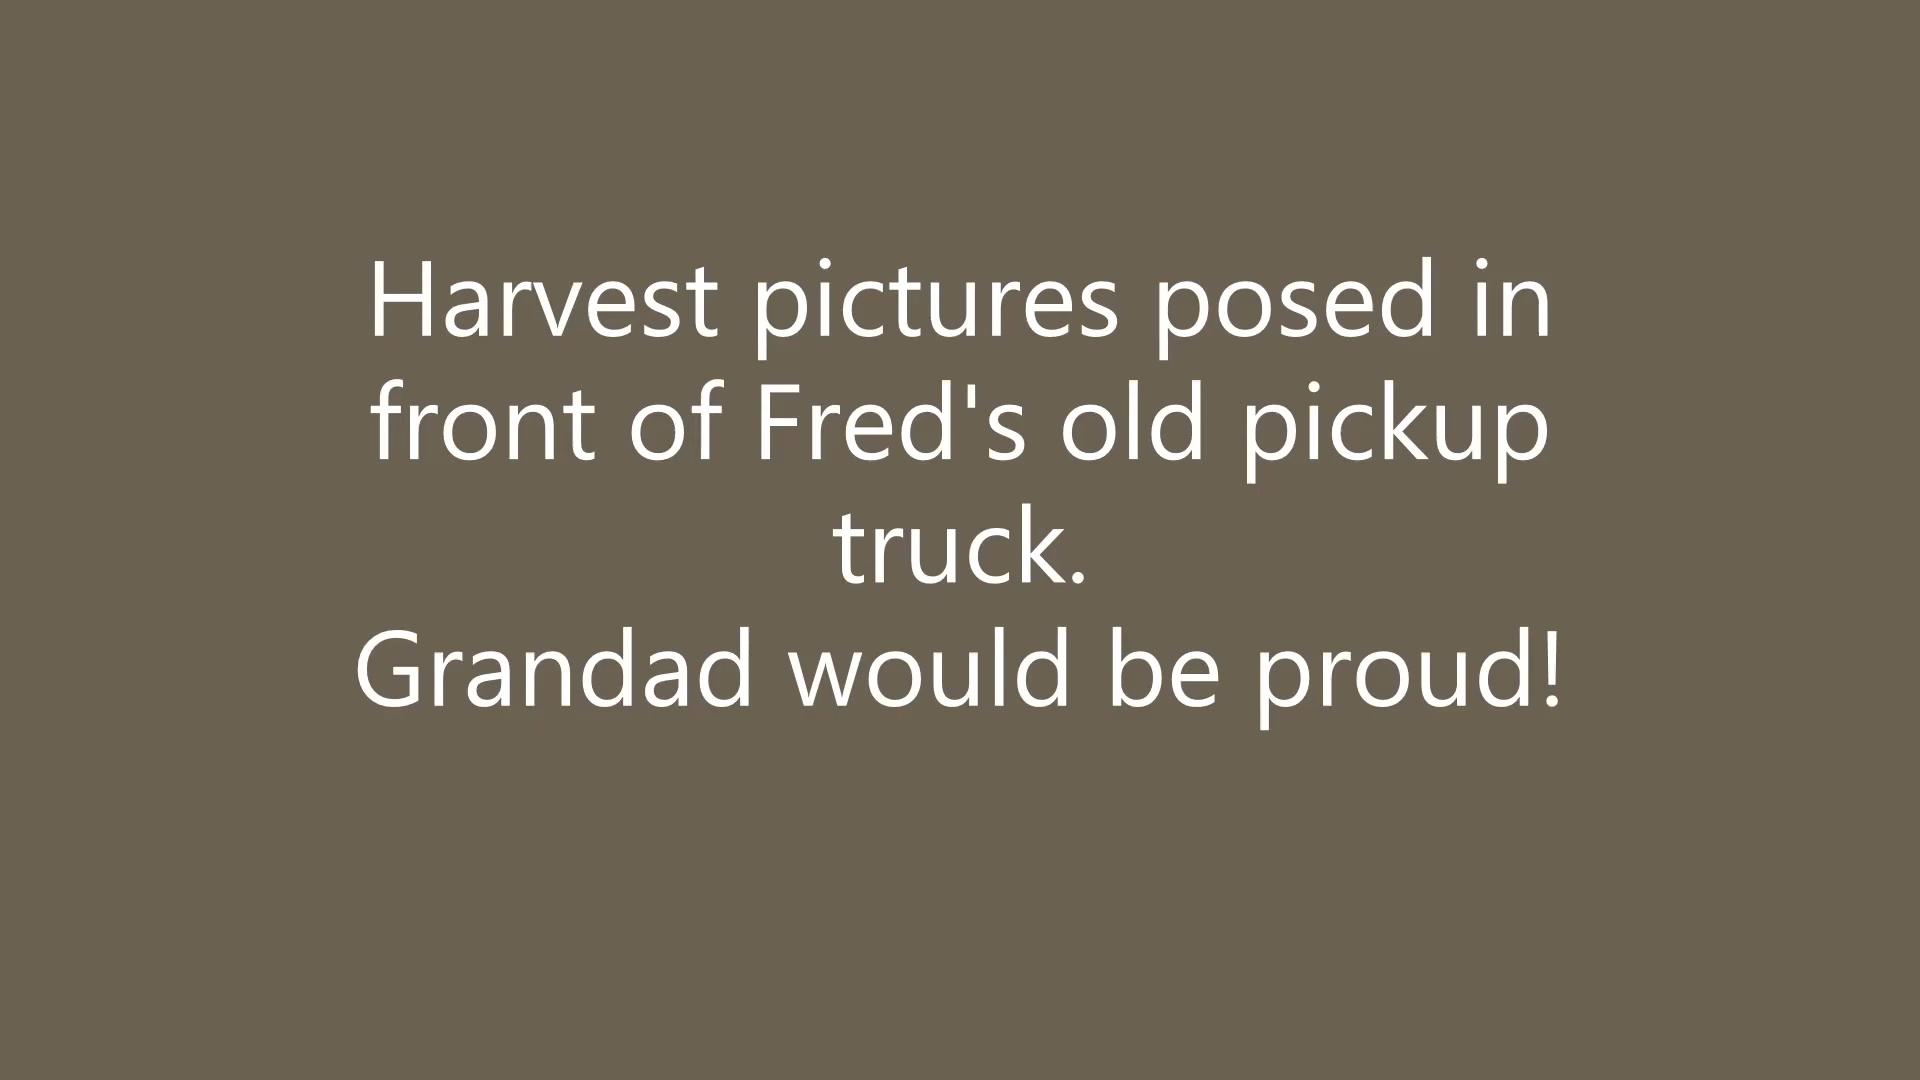 Harvest pictures posed in
front of Fred's old pickup
truck.
Grandad would be proud!